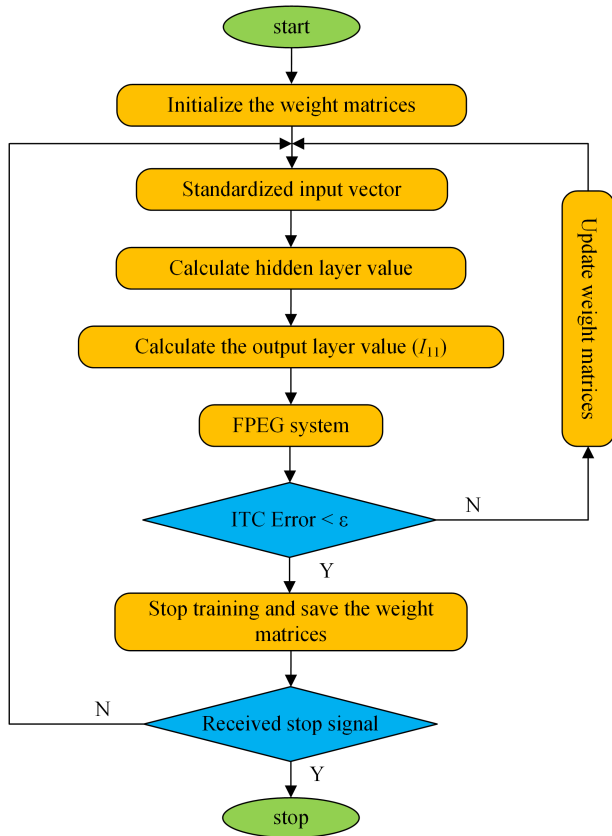 start
Initialize the weight matrices
Standardized input vector
Calculate hidden layer value
Calculate the output layer value (I₁₁)
FPEG system
ITC Error < ε
N
Update weight matrices
Y
Stop training and save the weight
matrices
N
Received stop signal
Y
stop